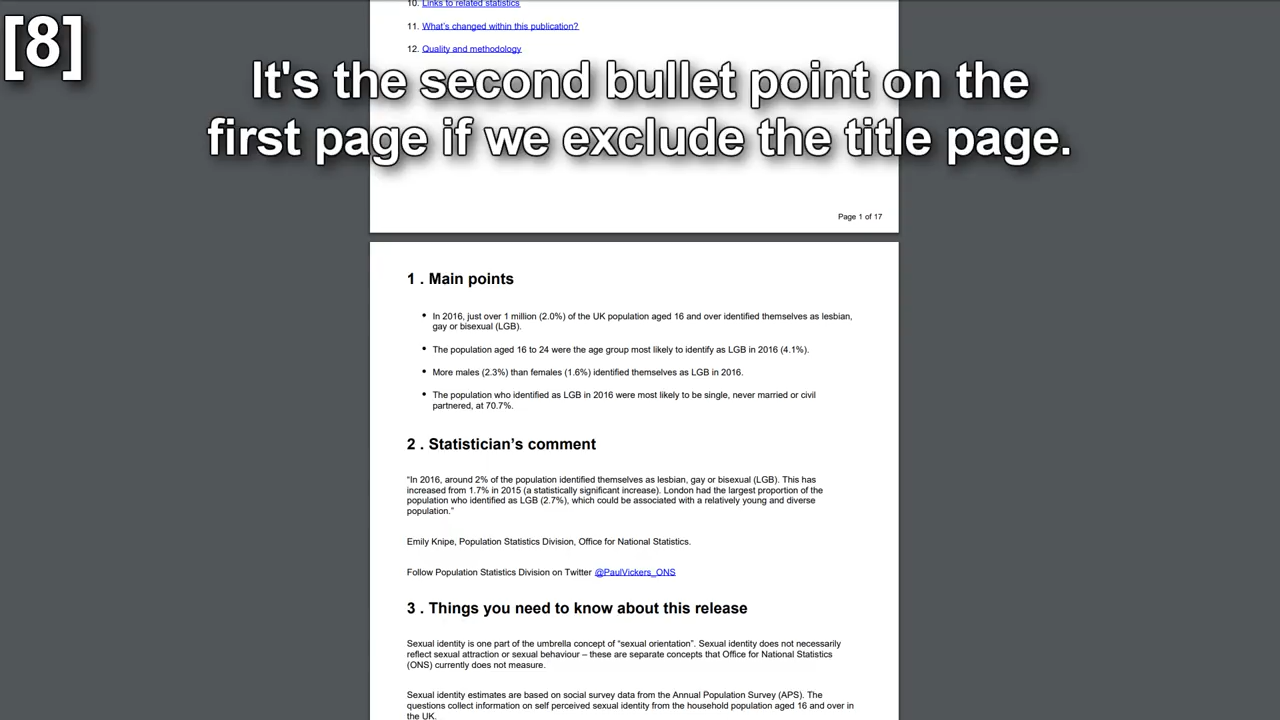 10. Links to related statistics
[8]
11. What's changed within this publication?
12. Quality and methodology
It's the second bullet point on the
first page if we exclude the title page.
Page 1 of 17
1 . Main points
• In 2016, just over 1 million (2.0%) of the UK population aged 16 and over identified themselves as lesbian,
gay or bisexual (LGB).
• The population aged 16 to 24 were the age group most likely to identify as LGB in 2016 (4.1%).
• More males (2.3%) than females (1.6%) identified themselves as LGB in 2016.
• The population who identified as LGB in 2016 were most likely to be single, never married or civil
partnered, at 70.7%.
2 . Statistician's comment
“In 2016, around 2% of the population identified themselves as lesbian, gay or bisexual (LGB). This has
increased from 1.7% in 2015 (a statistically significant increase). London had the largest proportion of the
population who identified as LGB (2.7%), which could be associated with a relatively young and diverse
population.”
Emily Knipe, Population Statistics Division, Office for National Statistics.
Follow Population Statistics Division on Twitter @PaulVickers_ONS
3 . Things you need to know about this release
Sexual identity is one part of the umbrella concept of “sexual orientation”. Sexual identity does not necessarily
reflect sexual attraction or sexual behaviour – these are separate concepts that Office for National Statistics
(ONS) currently does not measure.
Sexual identity estimates are based on social survey data from the Annual Population Survey (APS). The
questions collect information on self perceived sexual identity from the household population aged 16 and over in
the UK.